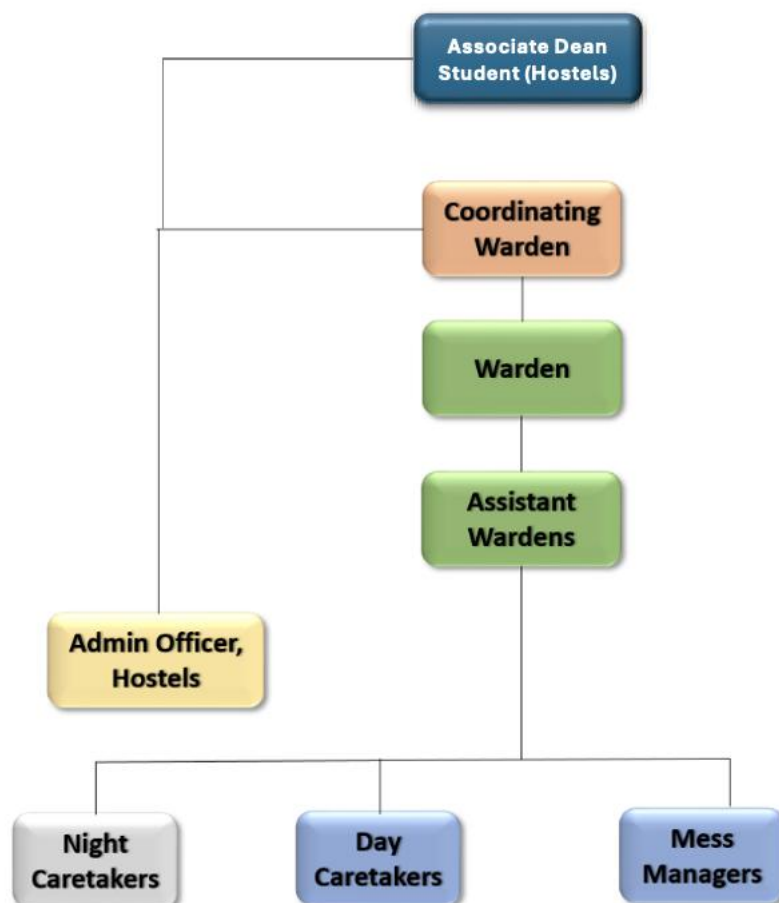 Associate Dean
Student (Hostels)
Coordinating
Warden
Warden
Assistant
Wardens
Admin Officer,
Hostels
Night
Caretakers
Day
Caretakers
Mess
Managers